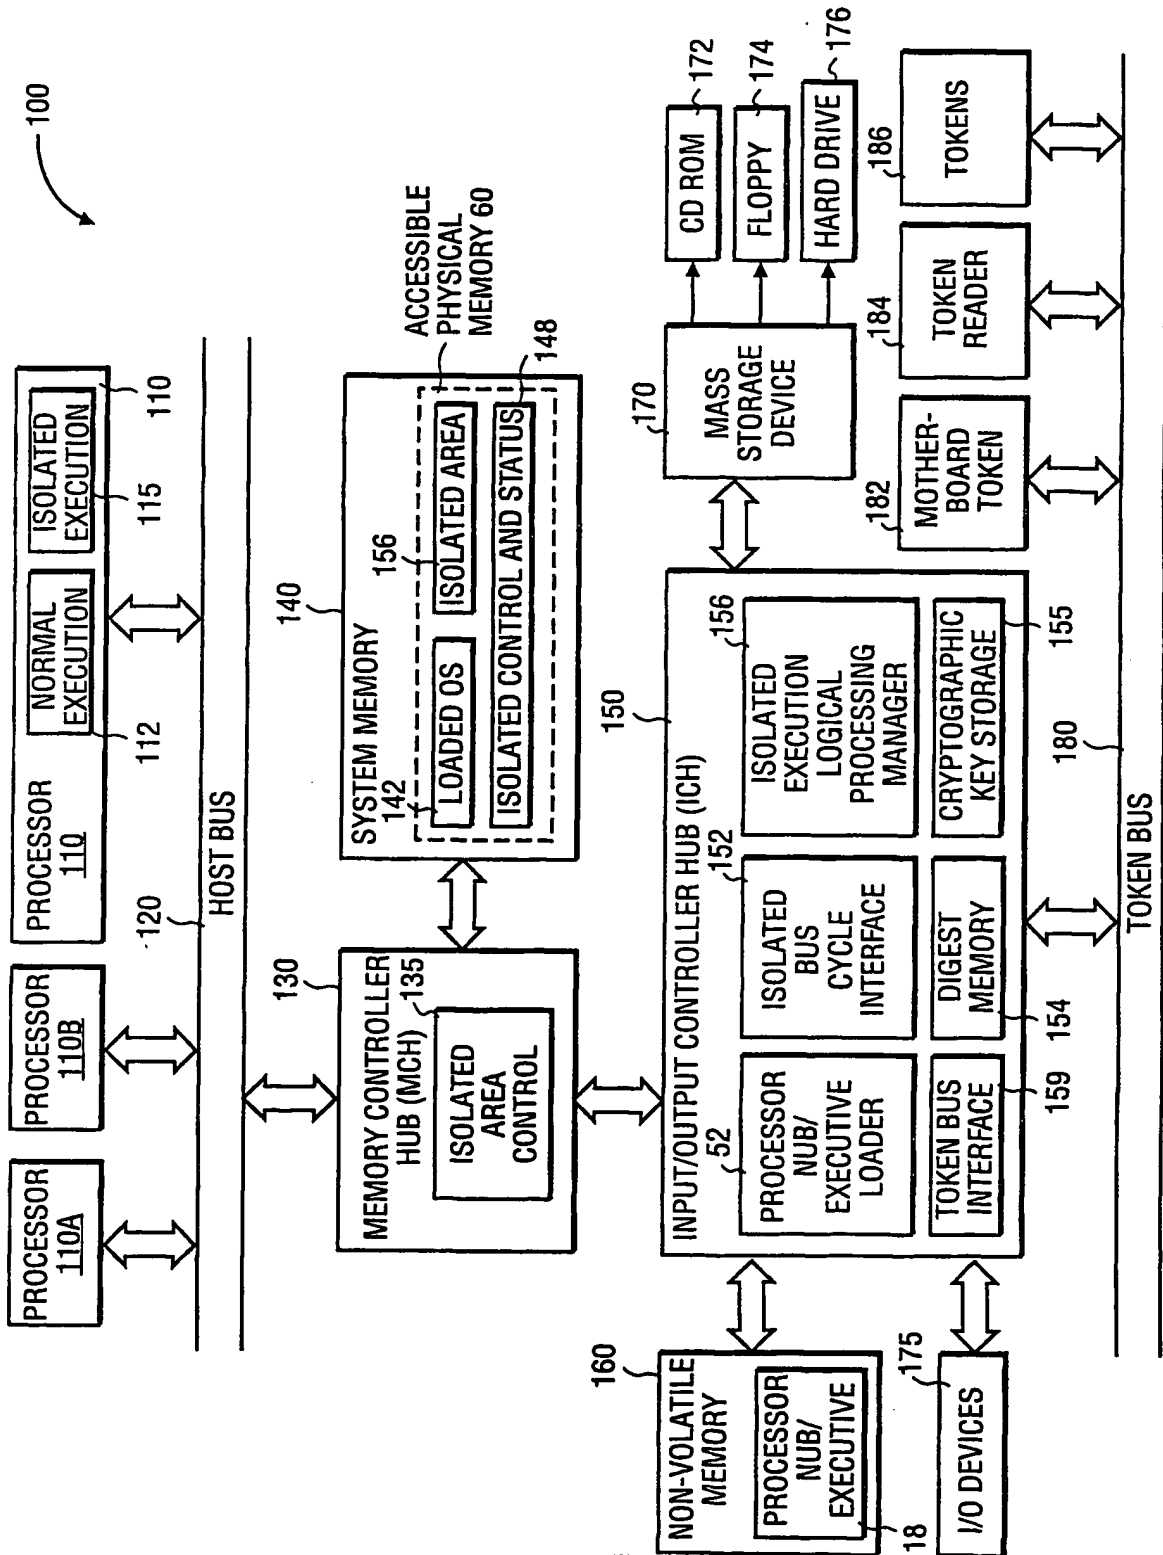 100
PROCESSOR
110A
PROCESSOR
110B
PROCESSOR
110
NORMAL
EXECUTION
112
ISOLATED
EXECUTION
115
110
120
HOST BUS
130
MEMORY CONTROLLER
HUB (MCH)
135
ISOLATED
AREA
CONTROL
140
SYSTEM MEMORY
142
LOADED OS
156
ISOLATED AREA
ISOLATED CONTROL AND STATUS
148
ACCESSIBLE
PHYSICAL
MEMORY 60
150
INPUT/OUTPUT CONTROLLER HUB (ICH)
52
PROCESSOR
NUB/
EXECUTIVE
LOADER
152
ISOLATED
BUS
CYCLE
INTERFACE
156
ISOLATED
EXECUTION
LOGICAL
PROCESSING
MANAGER
TOKEN BUS
INTERFACE
159
DIGEST
MEMORY
154
CRYPTOGRAPHIC
KEY STORAGE
155
160
NON-VOLATILE
MEMORY
PROCESSOR
NUB/
EXECUTIVE
18
175
I/O DEVICES
170
MASS
STORAGE
DEVICE
CD ROM
172
FLOPPY
174
HARD DRIVE
176
182
MOTHER-
BOARD
TOKEN
184
TOKEN
READER
186
TOKENS
180
TOKEN BUS